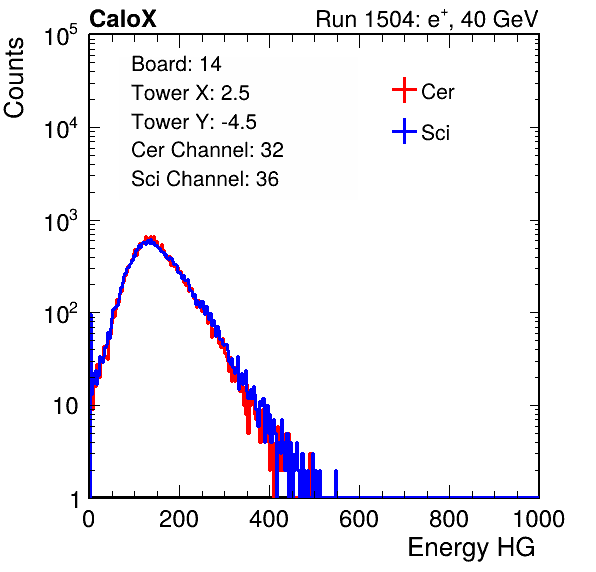 CaloX Run 1504: e⁺, 40 GeV
Counts
10⁵
10⁴
10³
10²
10
1
Board: 14
Tower X: 2.5
Tower Y: -4.5
Cer Channel: 32
Sci Channel: 36
Cer
Sci
0 200 400 600 800 1000
Energy HG